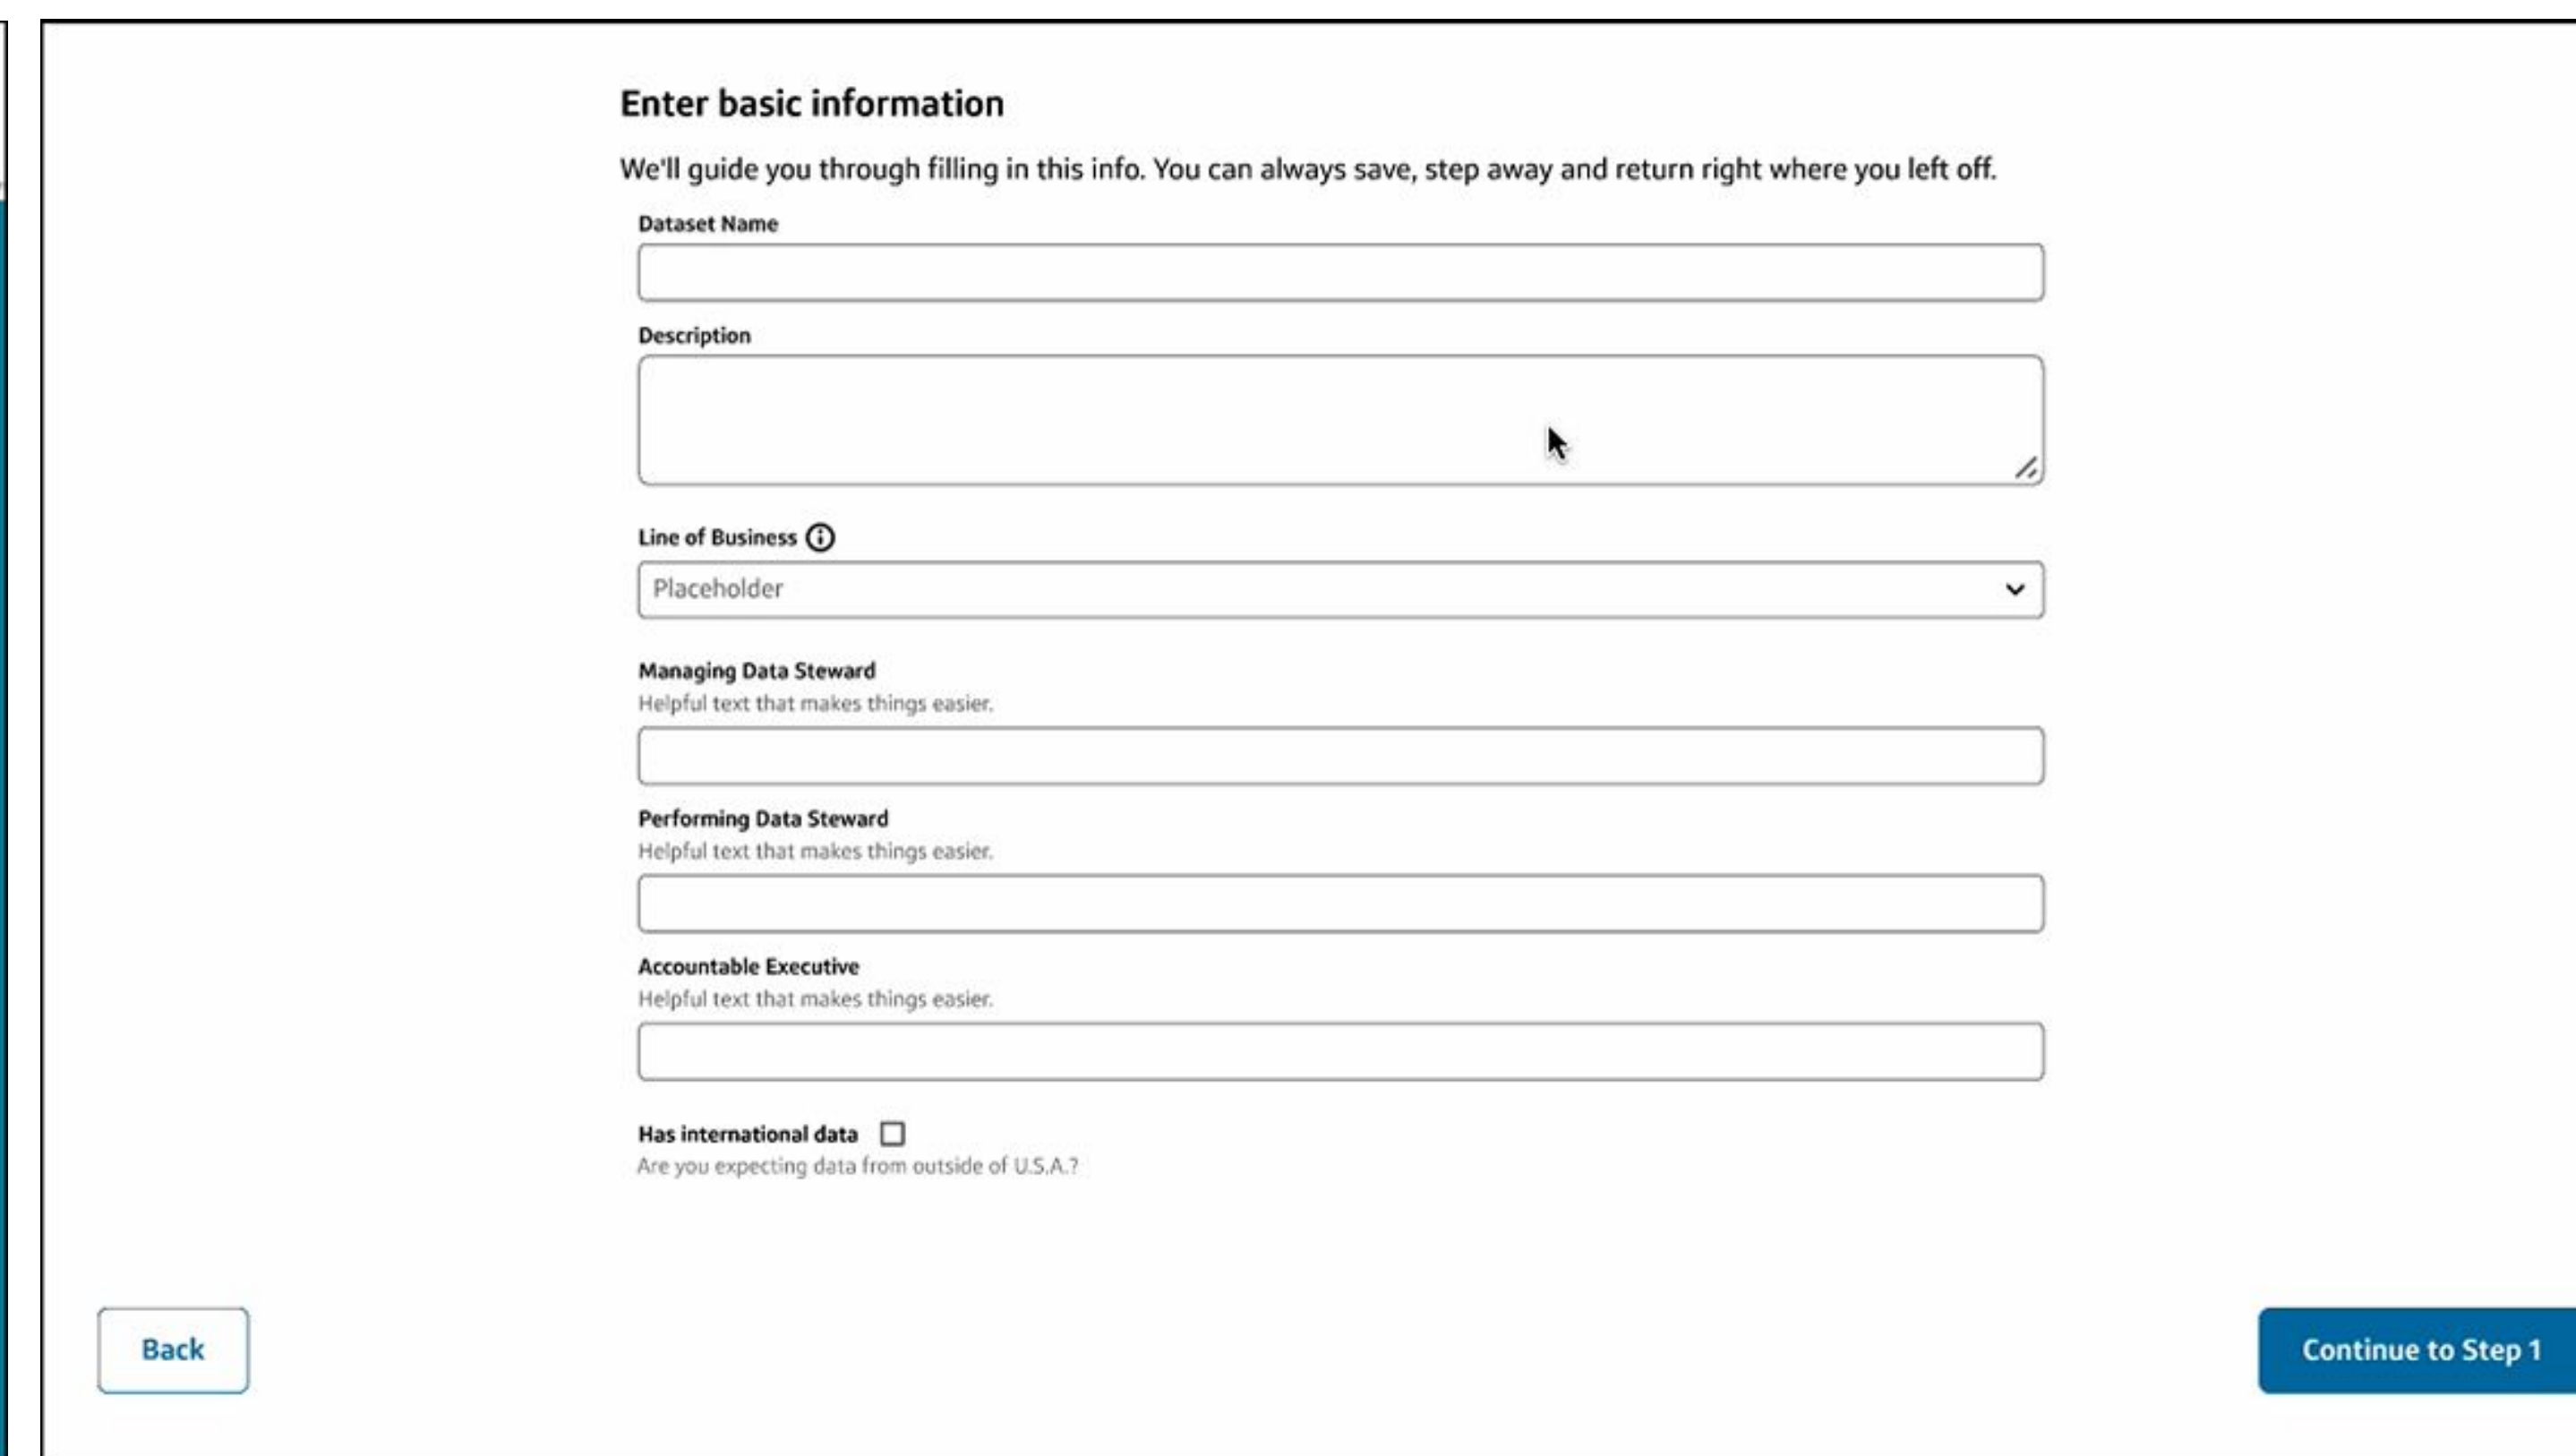 Enter basic information
We'll guide you through filling in this info. You can always save, step away and return right where you left off.
Dataset Name
Description
Line of Business
Placeholder
Managing Data Steward
Helpful text that makes things easier.
Performing Data Steward
Helpful text that makes things easier.
Accountable Executive
Helpful text that makes things easier.
Has international data
Are you expecting data from outside of U.S.A.?
Back
Continue to Step 1